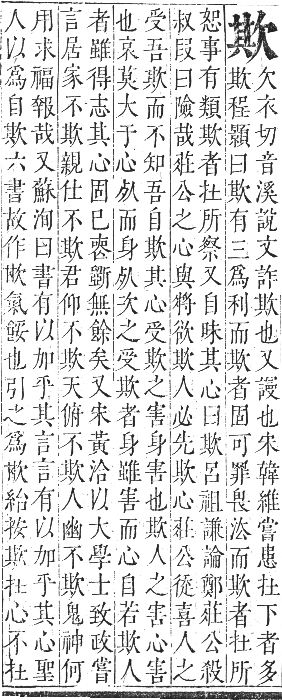 欺
欠衣切音溪說文詐欺也又謾也宋韓維嘗患在下者多
欺程顥曰欺有三爲利而欺者固可罪畏㳒而欺者在所
恕事有類欺者在所察又自昧其心曰欺呂祖謙論鄭莊公殺
叔段曰險哉莊公之心與將欲欺人必先欺心莊公徒喜人之
受吾欺而不知吾自欺其心受欺之害身害也欺人之害心害
也哀莫大于心死而身死次之受欺者身雖害而心自若欺人
者雖得志其心固已喪斲無餘矣又宋黃洽以大學士致政嘗
言居家不欺親仕不欺君仰不欺天俯不欺人幽不欺鬼神何
用求福報哉又蘇洵曰書有以加乎其言言有以加乎其心聖
人以爲自欺六書故作欺氣餒也引之爲欺紿按欺在心不在